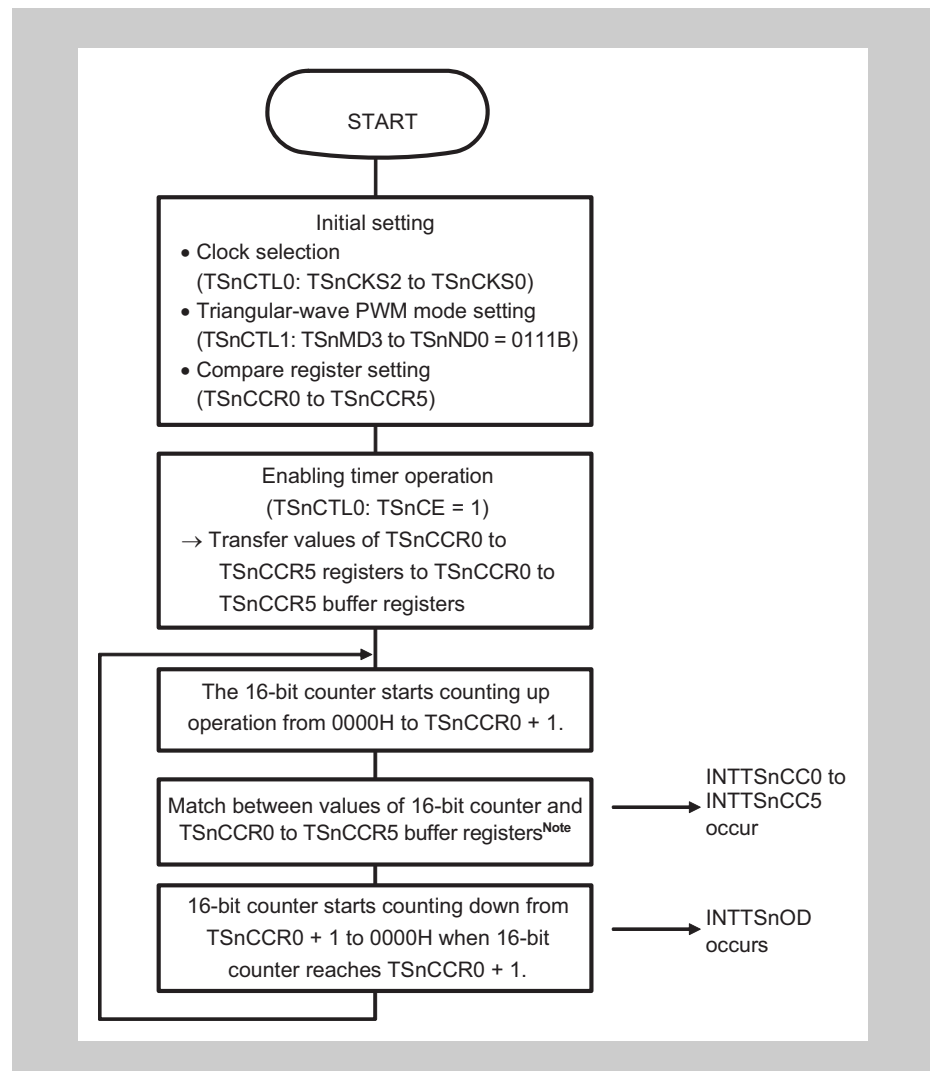 START
Initial setting
• Clock selection
(TSnCTL0: TSnCKS2 to TSnCKS0)
• Triangular-wave PWM mode setting
(TSnCTL1: TSnMD3 to TSnND0 = 0111B)
• Compare register setting
(TSnCCR0 to TSnCCR5)
Enabling timer operation
(TSnCTL0: TSnCE = 1)
→ Transfer values of TSnCCR0 to
TSnCCR5 registers to TSnCCR0 to
TSnCCR5 buffer registers
The 16-bit counter starts counting up
operation from 0000H to TSnCCR0 + 1.
Match between values of 16-bit counter and
TSnCCR0 to TSnCCR5 buffer registersNote
INTTSnCC0 to
INTTSnCC5
occur
16-bit counter starts counting down from
TSnCCR0 + 1 to 0000H when 16-bit
counter reaches TSnCCR0 + 1.
INTTSnOD
occurs